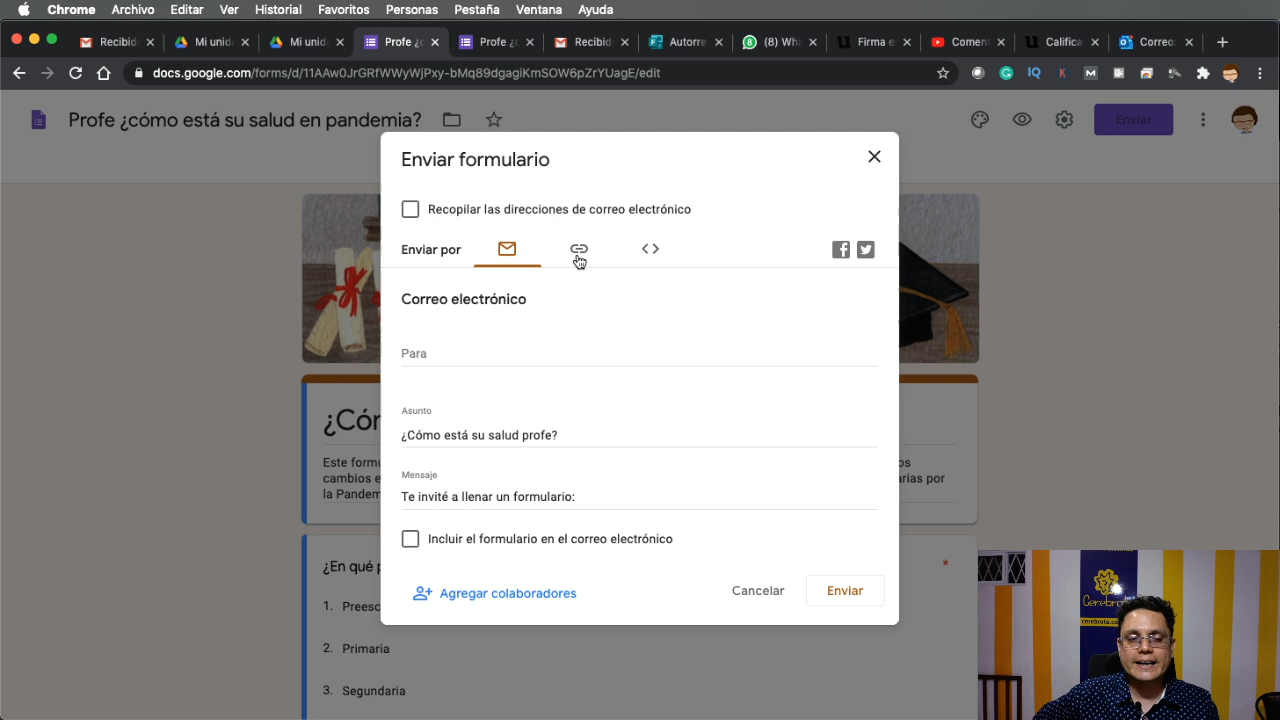 Chrome Archivo Editar Ver Historial Favoritos Personas Pestaña Ventana Ayuda
Recibid Mi unid Mi unid Profe ¿c Profe ¿c Recibid Autorre (8) Wha Firma e Coment Califica Correo:
docs.google.com/forms/d/11AAw0JrGRfWWyWjPxy-bMq89dgagiKmSOW6pZrYUagE/edit
Profe ¿cómo está su salud en pandemia?
Enviar
Enviar formulario
Recopilar las direcciones de correo electrónico
Enviar por
Correo electrónico
Para
Asunto
¿Cómo está su salud profe?
Mensaje
Te invité a llenar un formulario:
Incluir el formulario en el correo electrónico
Agregar colaboradores
Cancelar
Enviar
¿Cór
Este formu
cambios e
la Pandem
os
arias por
¿En qué p
*
1. Preesc
2. Primaria
3. Segundaria